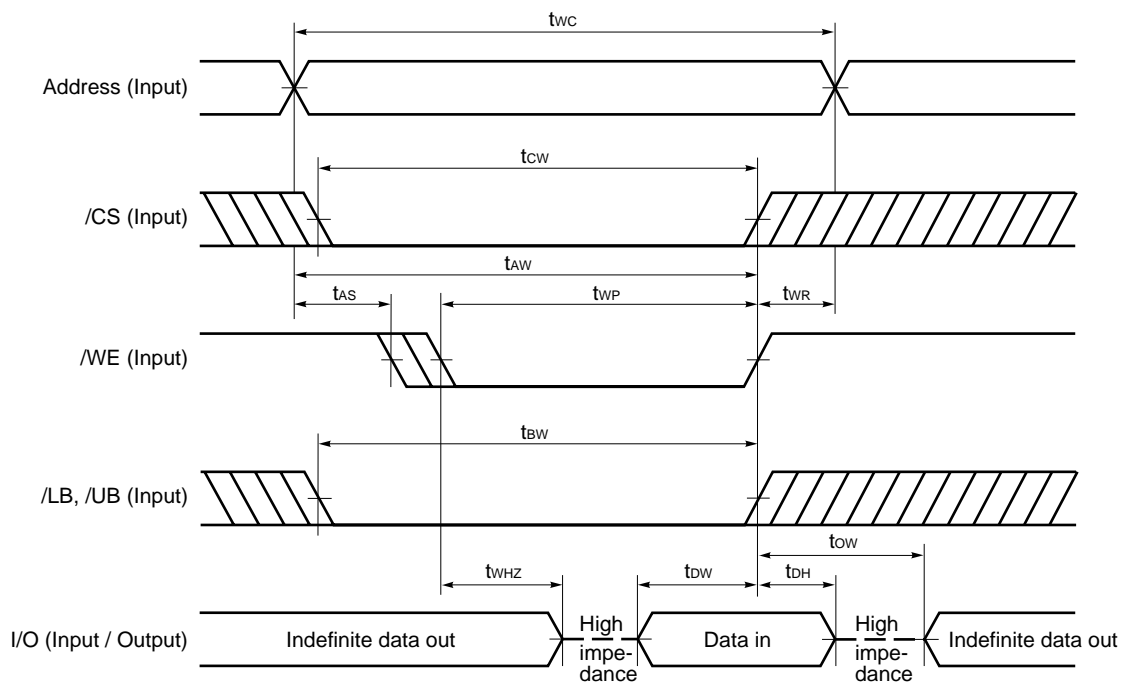 tWC
Address (Input)
tCW
/CS (Input)
tAW
tAS
tWP
tWR
/WE (Input)
tBW
/LB, /UB (Input)
tOW
tWHZ
tDW
tDH
I/O (Input / Output)
Indefinite data out
High
impe-
dance
Data in
High
impe-
dance
Indefinite data out